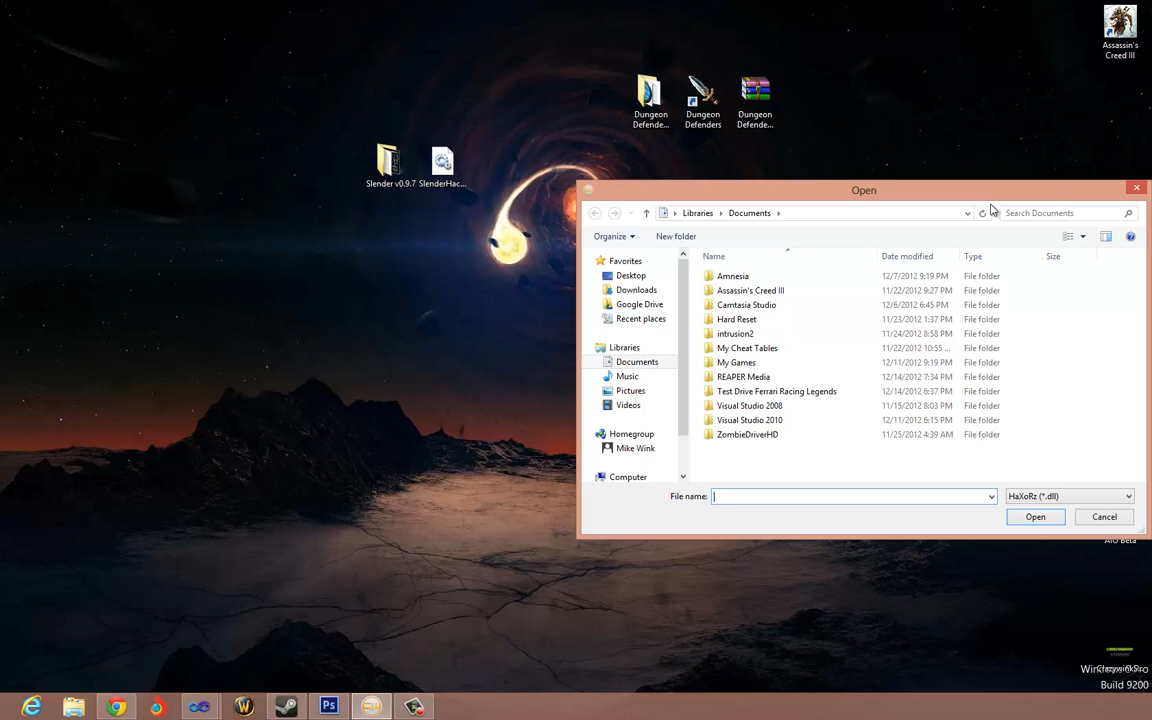 Assassin's
Creed III
Dungeon
Defende...
Dungeon
Defenders
Dungeon
Defende...
Slender v0.9.7
SlenderHac...
Open
Libraries
Documents
Search Documents
Organize
New folder
Name
Date modified
Type
Size
Favorites
Desktop
Downloads
Google Drive
Recent places
Libraries
Documents
Music
Pictures
Videos
Homegroup
Mike Wink
Computer
Amnesia 12/7/2012 9:19 PM File folder
Assassin's Creed III 11/22/2012 9:27 PM File folder
Camtasia Studio 12/6/2012 6:45 PM File folder
Hard Reset 11/23/2012 1:37 PM File folder
intrusion2 11/24/2012 8:58 PM File folder
My Cheat Tables 11/22/2012 10:55 ... File folder
My Games 12/11/2012 9:19 PM File folder
REAPER Media 12/14/2012 7:34 PM File folder
Test Drive Ferrari Racing Legends 12/14/2012 6:37 PM File folder
Visual Studio 2008 11/15/2012 8:03 PM File folder
Visual Studio 2010 12/11/2012 6:15 PM File folder
ZombieDriverHD 11/25/2012 4:39 AM File folder
File name:
HaXoRz (*.dll)
Open
Cancel
AIO Beta
Build 9200